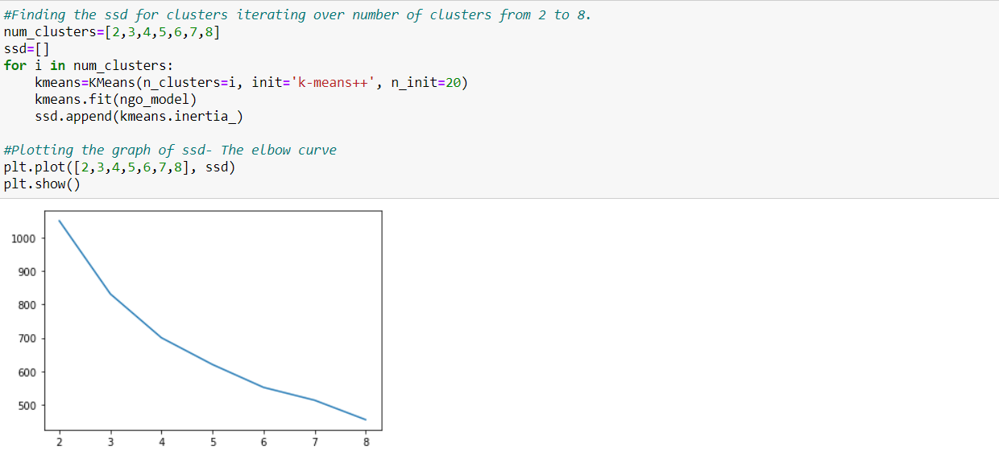 #Finding the ssd for clusters iterating over number of clusters from 2 to 8.
num_clusters=[2,3,4,5,6,7,8]
ssd=[]
for i in num_clusters:
    kmeans=KMeans(n_clusters=i, init='k-means++', n_init=20)
    kmeans.fit(ngo_model)
    ssd.append(kmeans.inertia_)
#Plotting the graph of ssd- The elbow curve
plt.plot([2,3,4,5,6,7,8], ssd)
plt.show()
1000
900
800
700
600
500
2 3 4 5 6 7 8